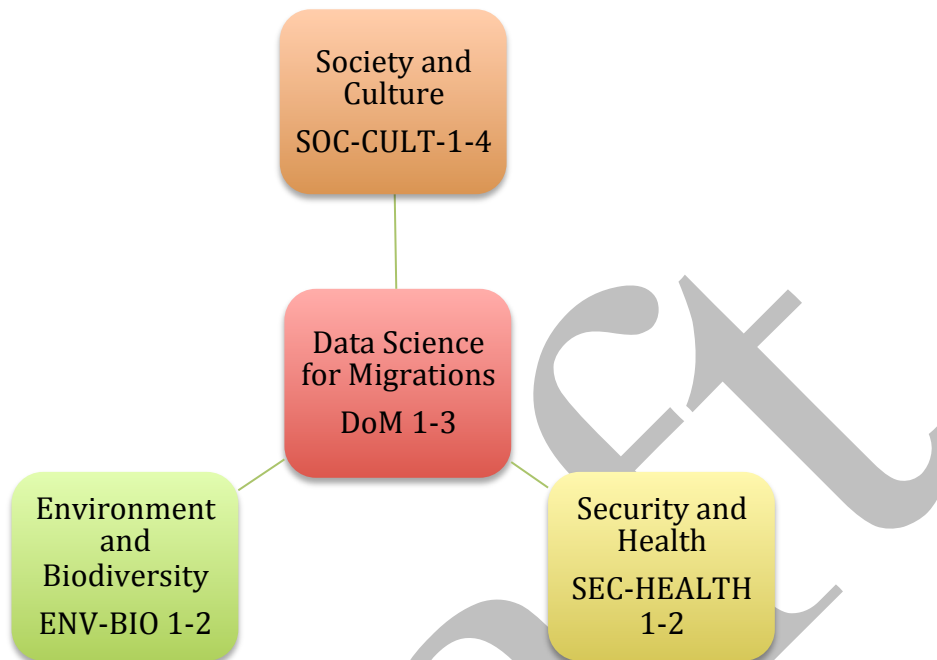 Society and
Culture
SOC-CULT-1-4
Data Science
for Migrations
DoM 1-3
Environment
and
Biodiversity
ENV-BIO 1-2
Security and
Health
SEC-HEALTH
1-2